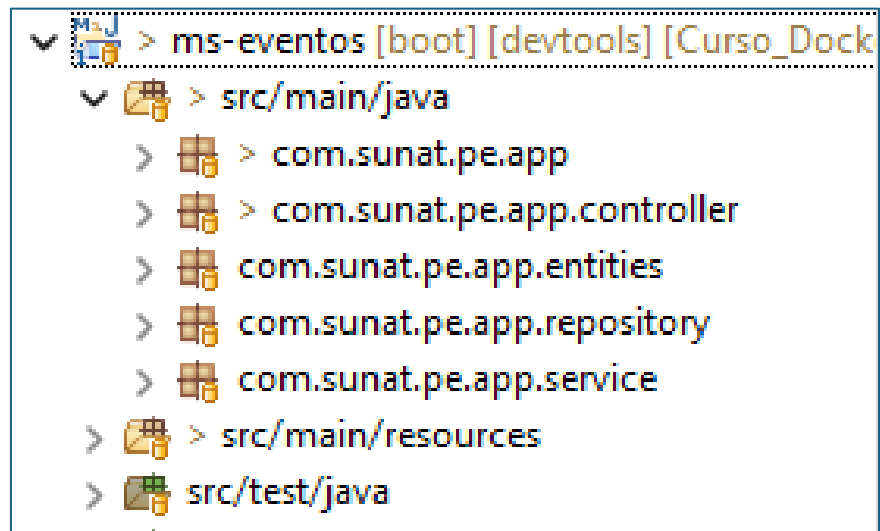 > ms-eventos [boot] [devtools] [Curso_Dock
> src/main/java
> com.sunat.pe.app
> com.sunat.pe.app.controller
com.sunat.pe.app.entities
com.sunat.pe.app.repository
com.sunat.pe.app.service
> src/main/resources
src/test/java